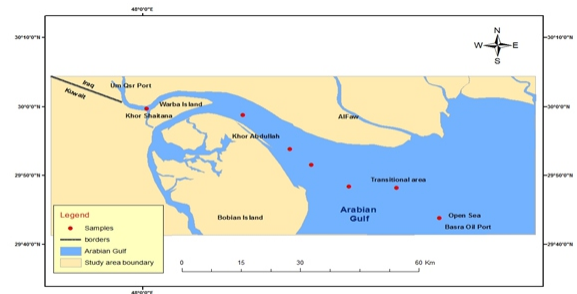 48°0'0"E
30°10'0"N
30°10'0"N
N
W
E
S
Iraq
Kuwait
Um Qsr Port
Warba Island
30°0'0"N
30°0'0"N
Khor Shaitana
AlFaw
Khor Abdullah
29°50'0"N
29°50'0"N
Transitional area
Legend
Samples
borders
Arabian Gulf
Study area boundary
Bobian Island
Arabian
Gulf
Open Sea
Basra Oil Port
29°40'0"N
29°40'0"N
0 15 30 60 Km
48°0'0"E